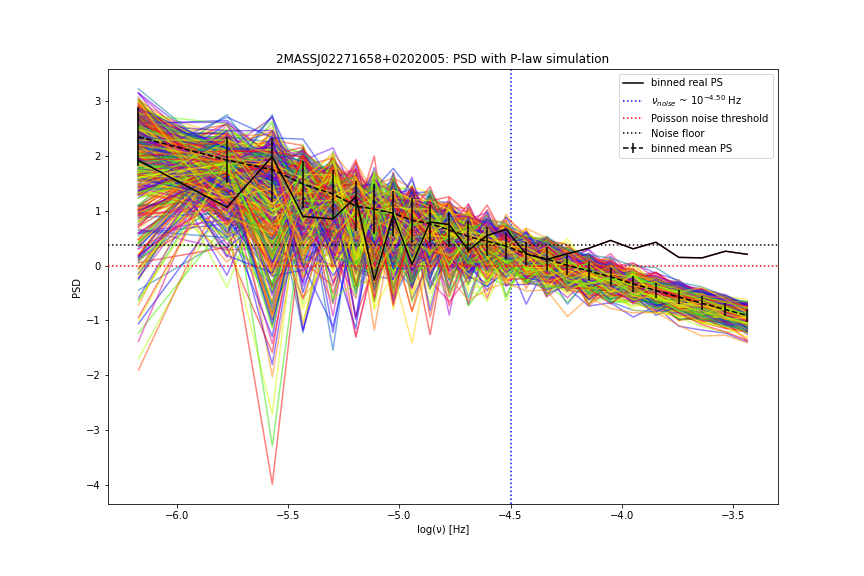 2MASSJ02271658+0202005: PSD with P-law simulation
binned real PS
ν_noise ~ 10^−4.50 Hz
Poisson noise threshold
Noise floor
binned mean PS
PSD
3
2
1
0
−1
−2
−3
−4
−6.0 −5.5 −5.0 −4.5 −4.0 −3.5
log(ν) [Hz]